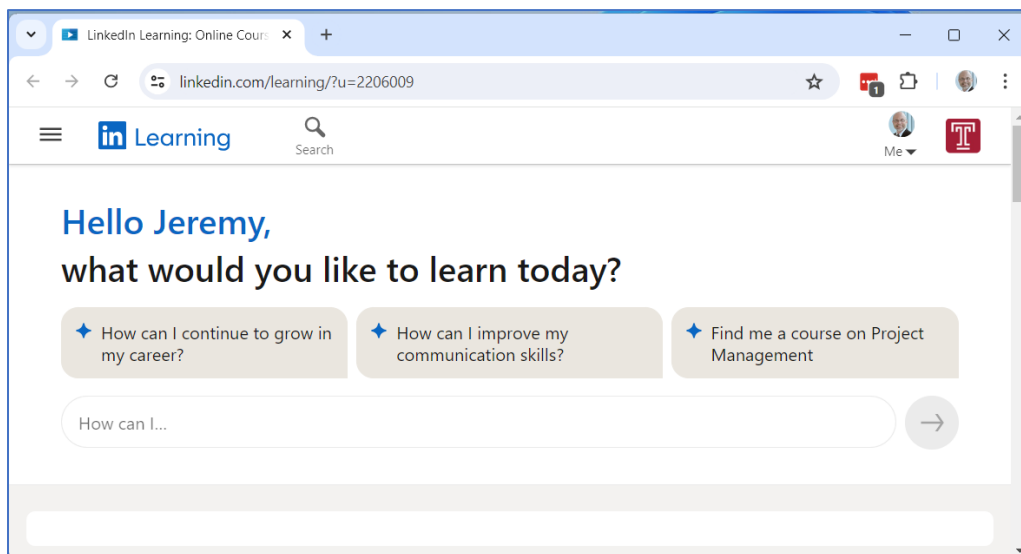 LinkedIn Learning: Online Cours
linkedin.com/learning/?u=2206009
1
in Learning
Search
Me
T
Hello Jeremy,
what would you like to learn today?
How can I continue to grow in
my career?
How can I improve my
communication skills?
Find me a course on Project
Management
How can I...